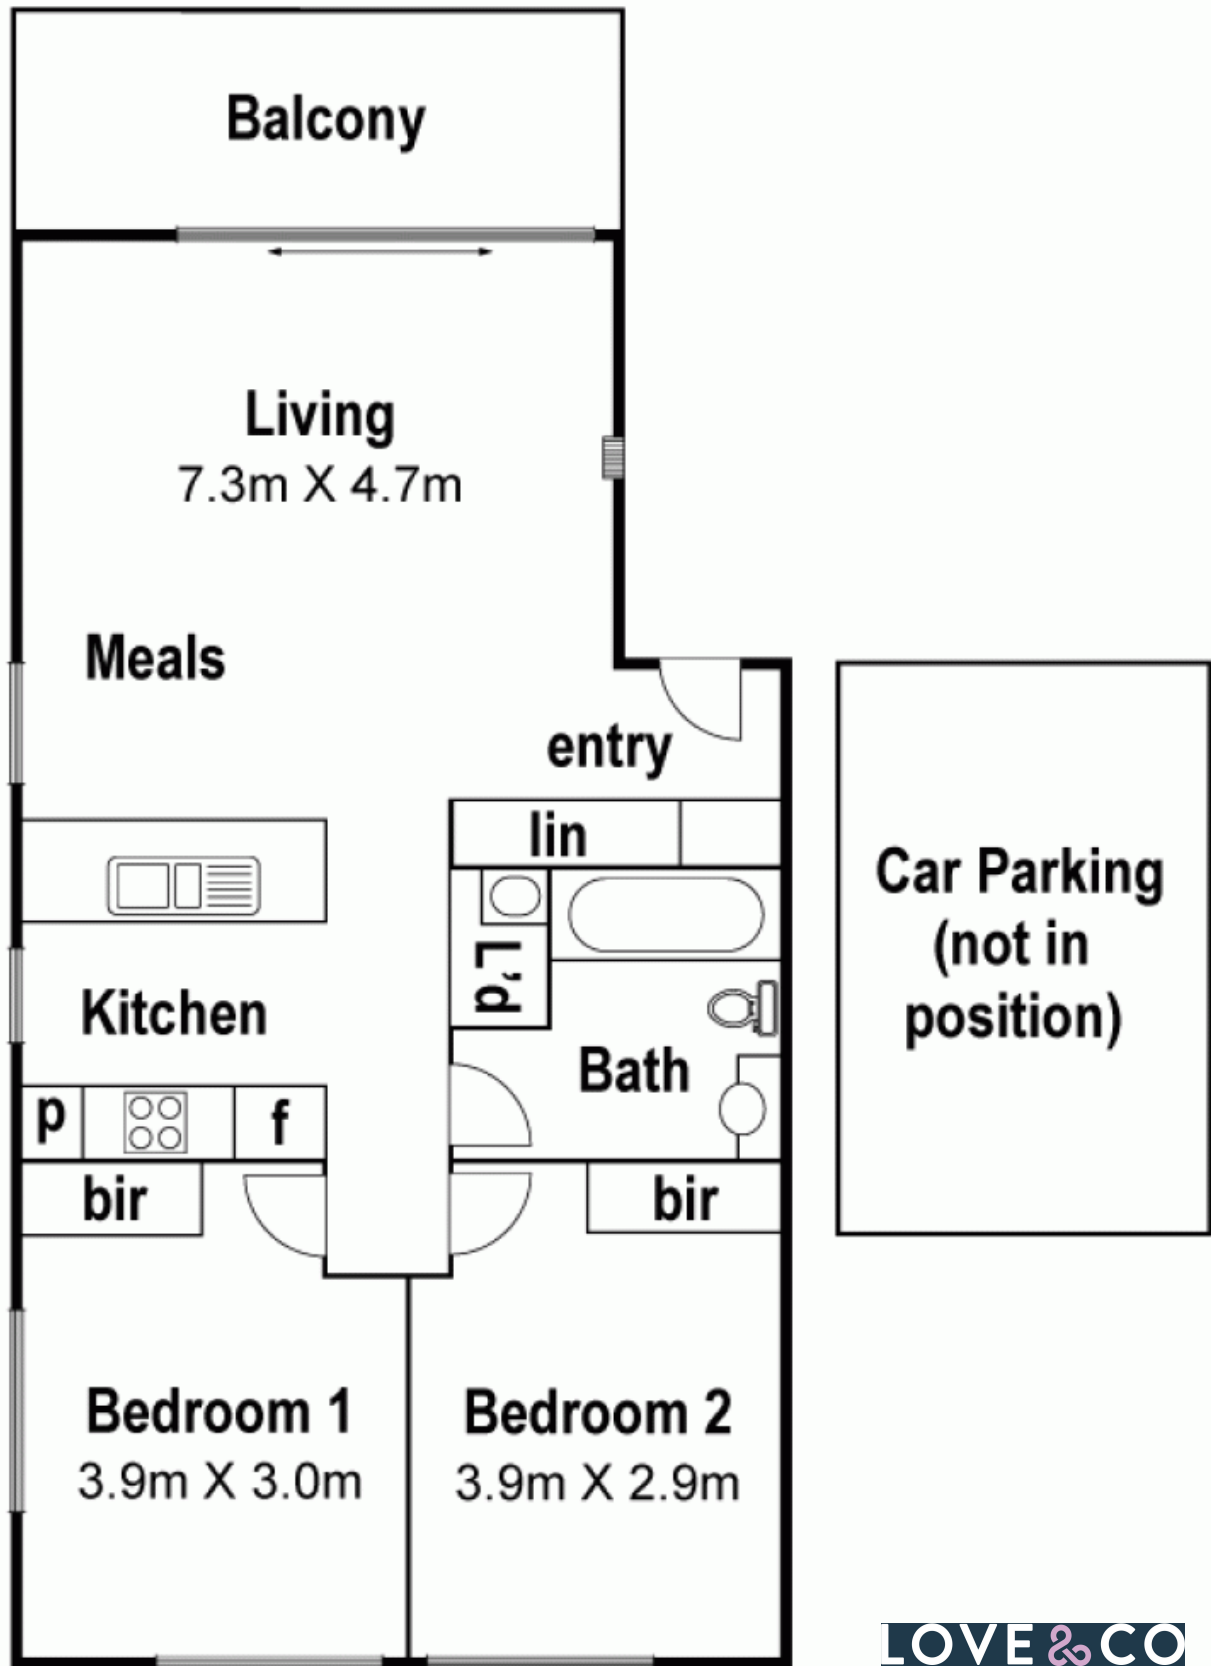 Balcony
Living
7.3m X 4.7m
Meals
entry
lin
L'd
Kitchen
Bath
p
f
bir
bir
Car Parking
(not in
position)
Bedroom 1
3.9m X 3.0m
Bedroom 2
3.9m X 2.9m
LOVE&CO